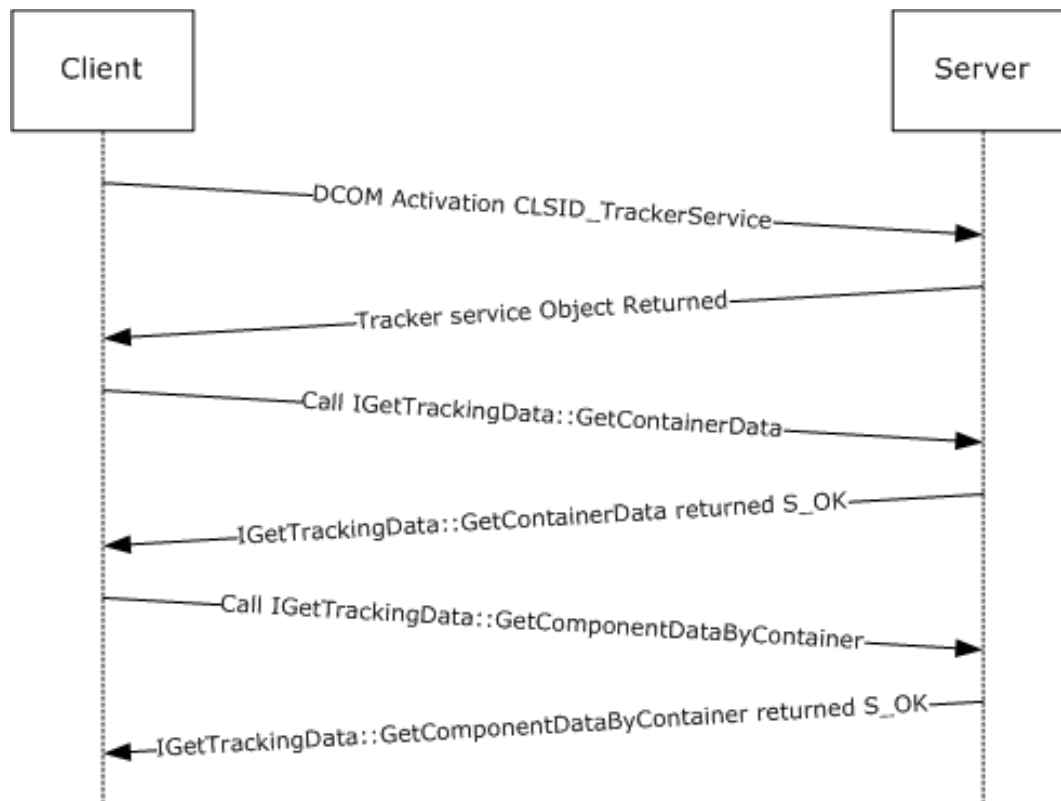 Client
Server
DCOM Activation CLSID_TrackerService
Tracker service Object Returned
Call IGetTrackingData::GetContainerData
IGetTrackingData::GetContainerData returned S_OK
Call IGetTrackingData::GetComponentDataByContainer
IGetTrackingData::GetComponentDataByContainer returned S_OK